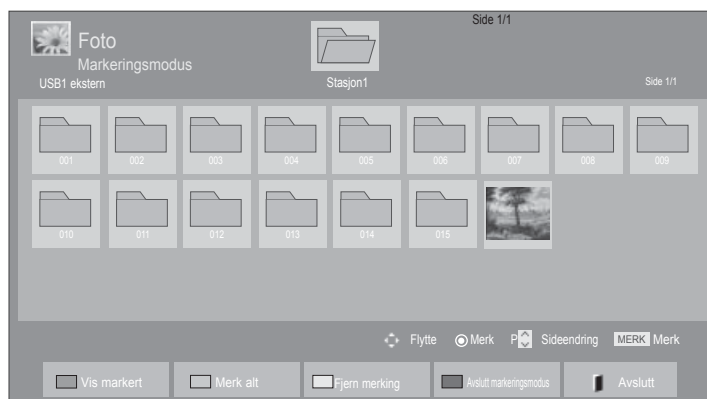 Side 1/1
Foto
Markeringsmodus
USB1 ekstern
Stasjon1
Side 1/1
001 002 003 004 005 006 007 008 009
010 011 012 013 014 015
Flytte Merk P Sideendring MERK Merk
Vis markert Merk alt Fjern merking Avslutt markeringsmodus Avslutt